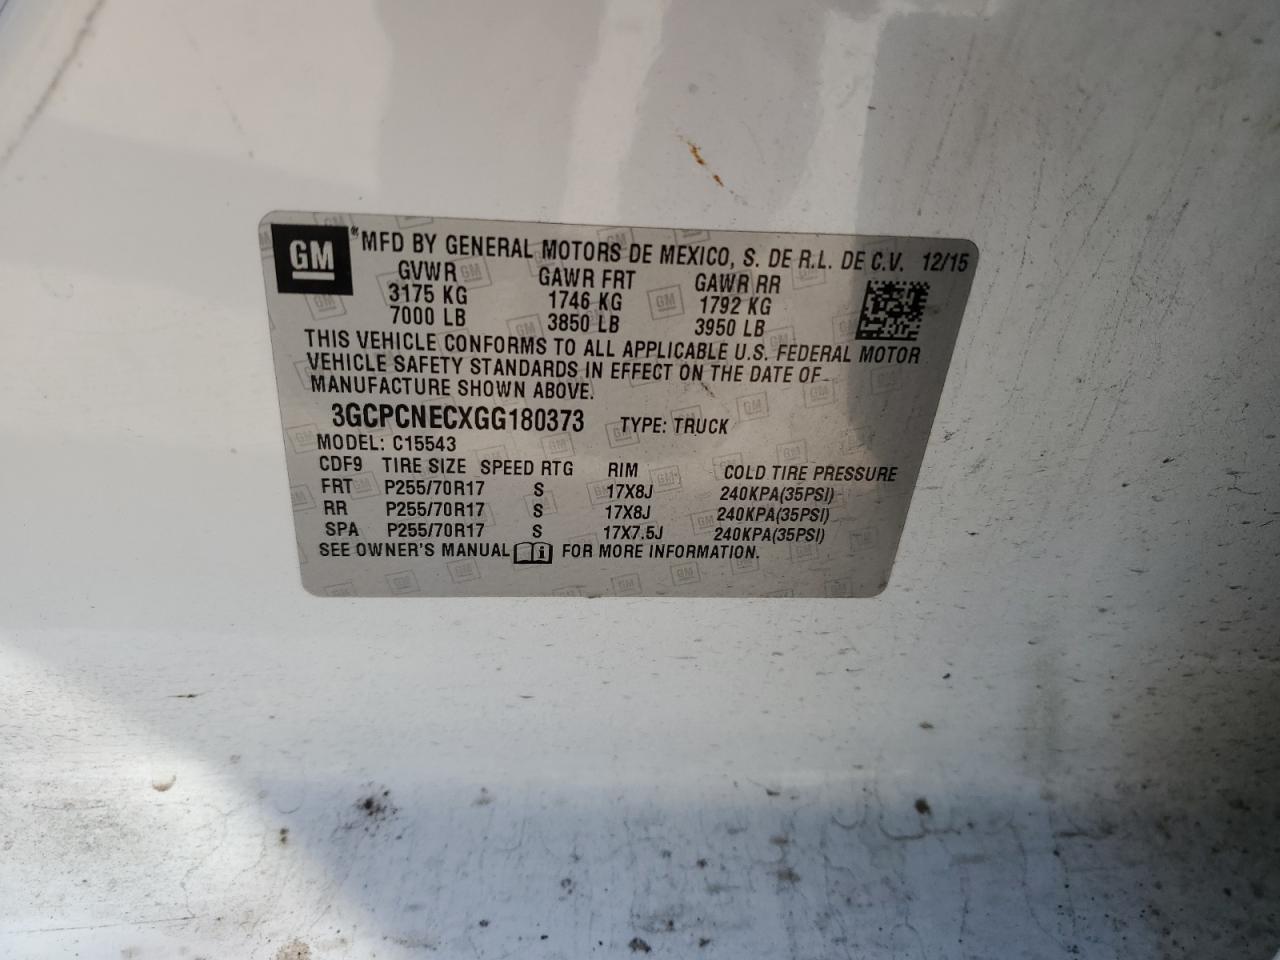 GM ® MFD BY GENERAL MOTORS DE MEXICO, S. DE R.L. DE C.V. 12/15
GVWR GAWR FRT GAWR RR
3175 KG 1746 KG 1792 KG
7000 LB 3850 LB 3950 LB
THIS VEHICLE CONFORMS TO ALL APPLICABLE U.S. FEDERAL MOTOR
VEHICLE SAFETY STANDARDS IN EFFECT ON THE DATE OF
MANUFACTURE SHOWN ABOVE.
3GCPCNECXGG180373 TYPE: TRUCK
MODEL: C15543
CDF9 TIRE SIZE SPEED RTG RIM COLD TIRE PRESSURE
FRT P255/70R17 S 17X8J 240KPA(35PSI)
RR P255/70R17 S 17X8J 240KPA(35PSI)
SPA P255/70R17 S 17X7.5J 240KPA(35PSI)
SEE OWNER'S MANUAL FOR MORE INFORMATION.